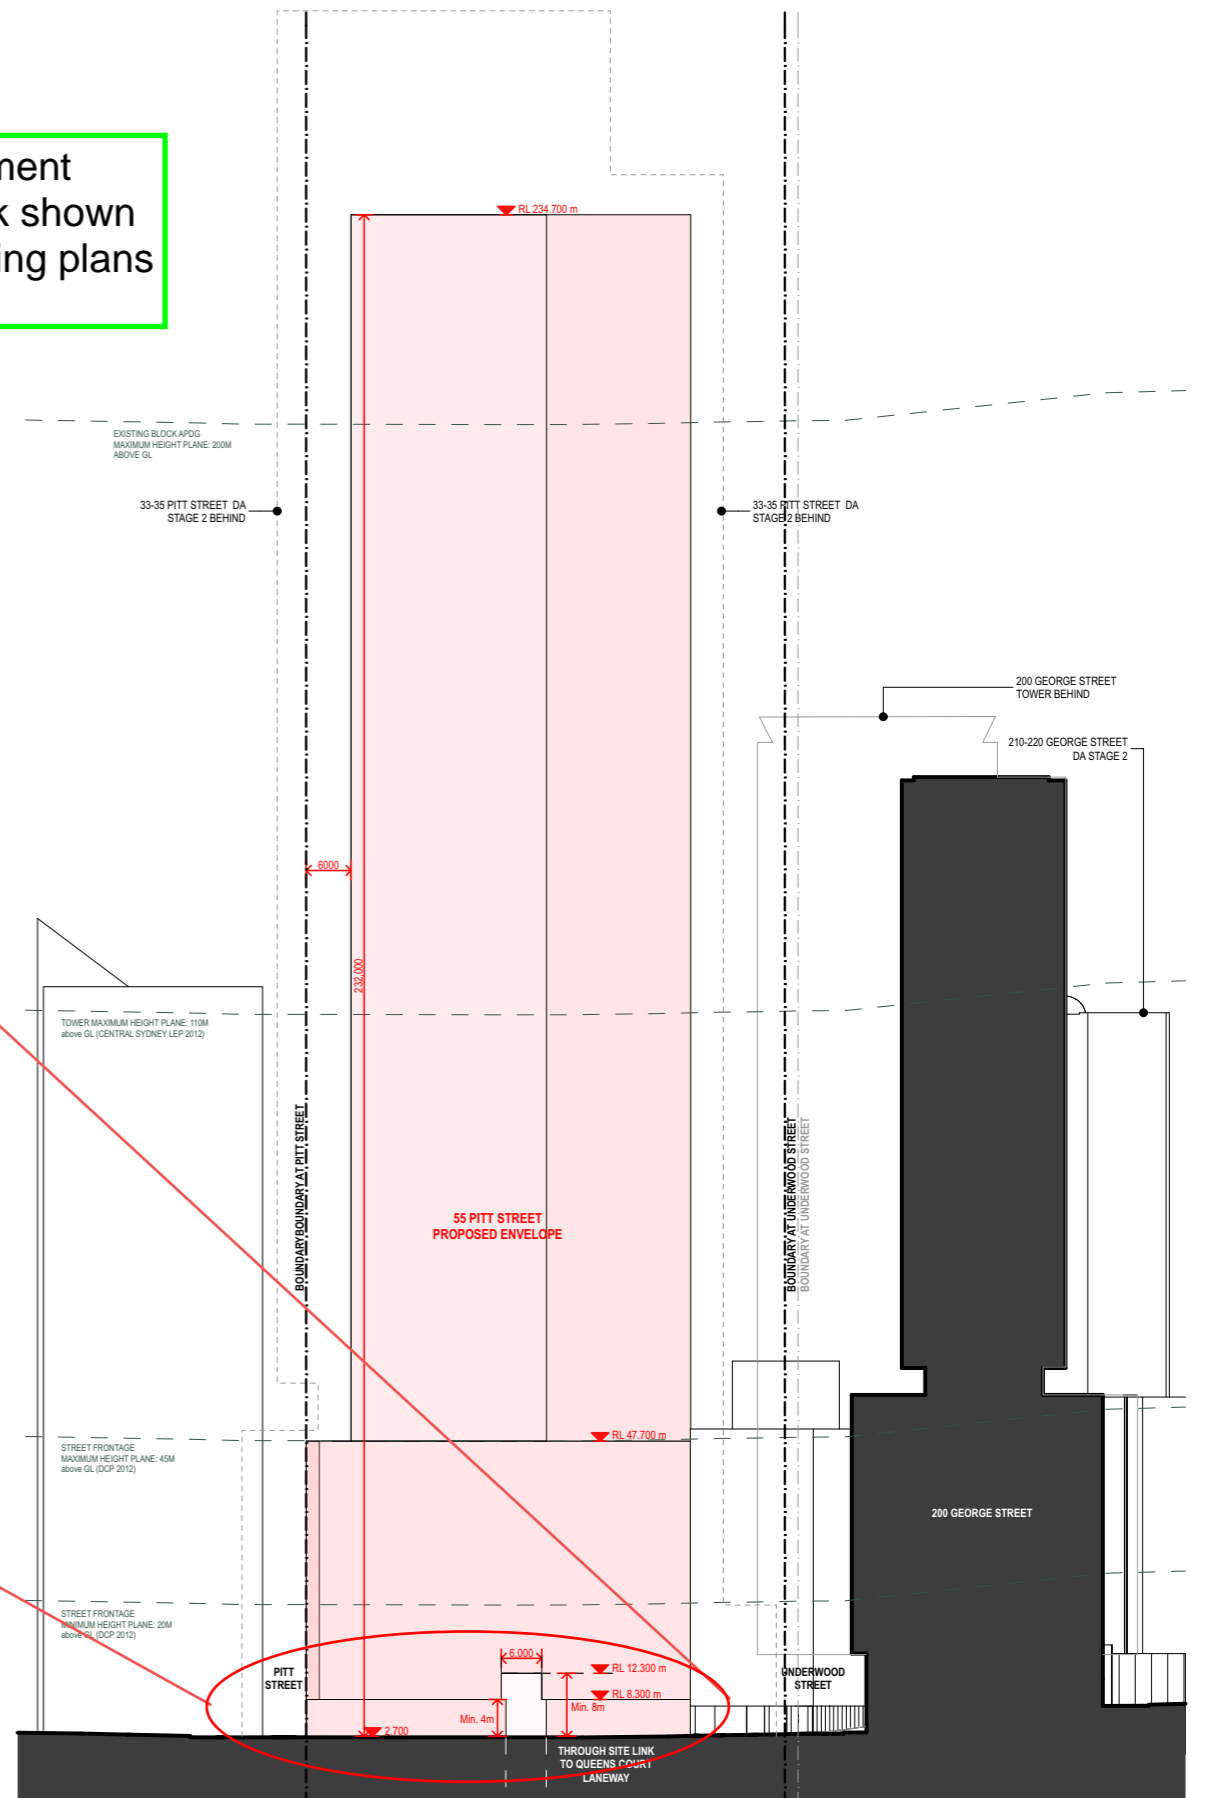 ment
k shown
ing plans
RL 234.700 m
EXISTING BLOCK APDG
MAXIMUM HEIGHT PLANE: 200M
ABOVE GL
33-35 PITT STREET DA
STAGE 2 BEHIND
33-35 PITT STREET DA
STAGE 2 BEHIND
200 GEORGE STREET
TOWER BEHIND
210-220 GEORGE STREET
DA STAGE 2
6000
232,000
TOWER MAXIMUM HEIGHT PLANE: 110M
above GL (CENTRAL SYDNEY LEP 2012)
BOUNDARYBOUNDARY AT PITT STREET
BOUNDARY AT UNDERWOOD STREET
BOUNDARY AT UNDERWOOD STREET
55 PITT STREET
PROPOSED ENVELOPE
RL 47.700 m
STREET FRONTAGE
MAXIMUM HEIGHT PLANE: 45M
above GL (DCP 2012)
200 GEORGE STREET
STREET FRONTAGE
MINIMUM HEIGHT PLANE: 20M
above GL (DCP 2012)
6,000
PITT
STREET
RL 12.300 m
UNDERWOOD
STREET
RL 8.300 m
Min. 8m
Min. 4m
2.700
THROUGH SITE LINK
TO QUEENS COURT
LANEWAY